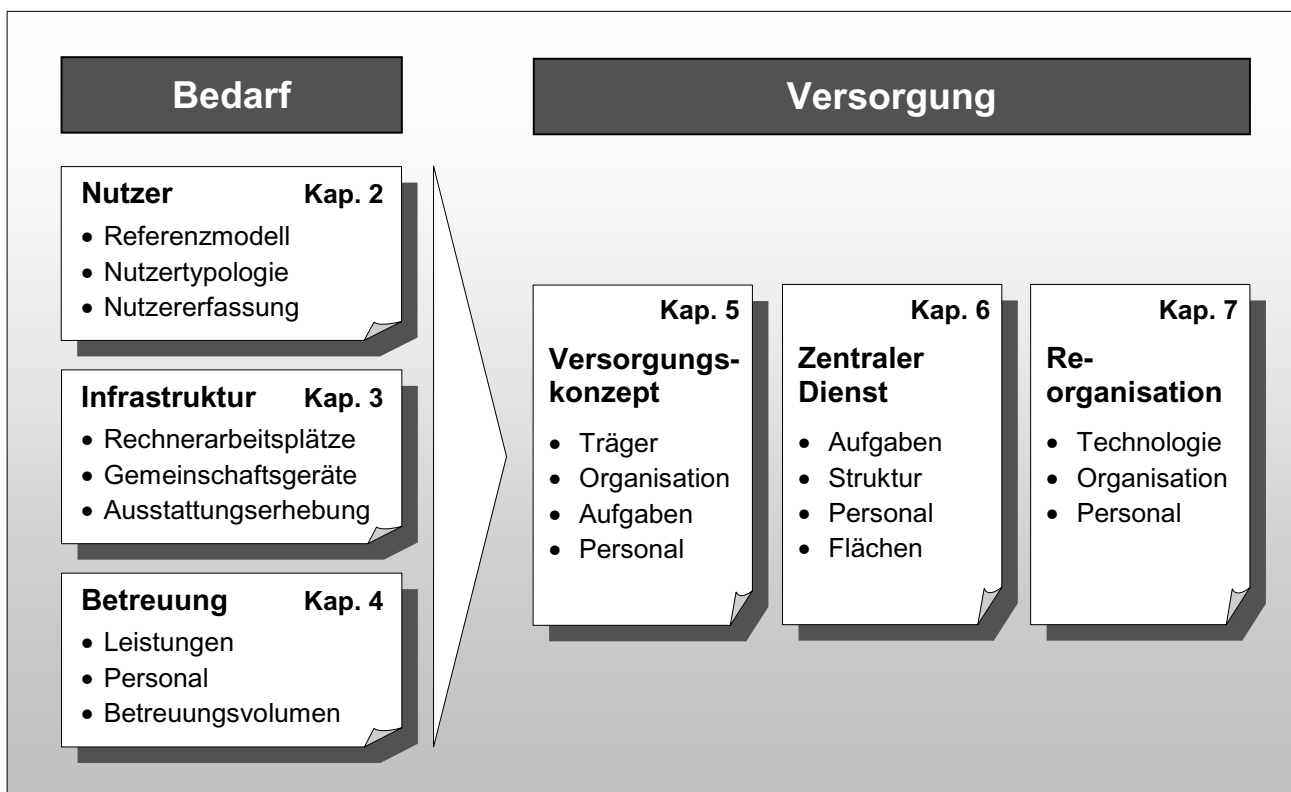 Bedarf
Nutzer Kap. 2
• Referenzmodell
• Nutzertypologie
• Nutzererfassung
Infrastruktur Kap. 3
• Rechnerarbeitsplätze
• Gemeinschaftsgeräte
• Ausstattungserhebung
Betreuung Kap. 4
• Leistungen
• Personal
• Betreuungsvolumen
Versorgung
Kap. 5
Versorgungs-
konzept
• Träger
• Organisation
• Aufgaben
• Personal
Kap. 6
Zentraler
Dienst
• Aufgaben
• Struktur
• Personal
• Flächen
Kap. 7
Re-
organisation
• Technologie
• Organisation
• Personal